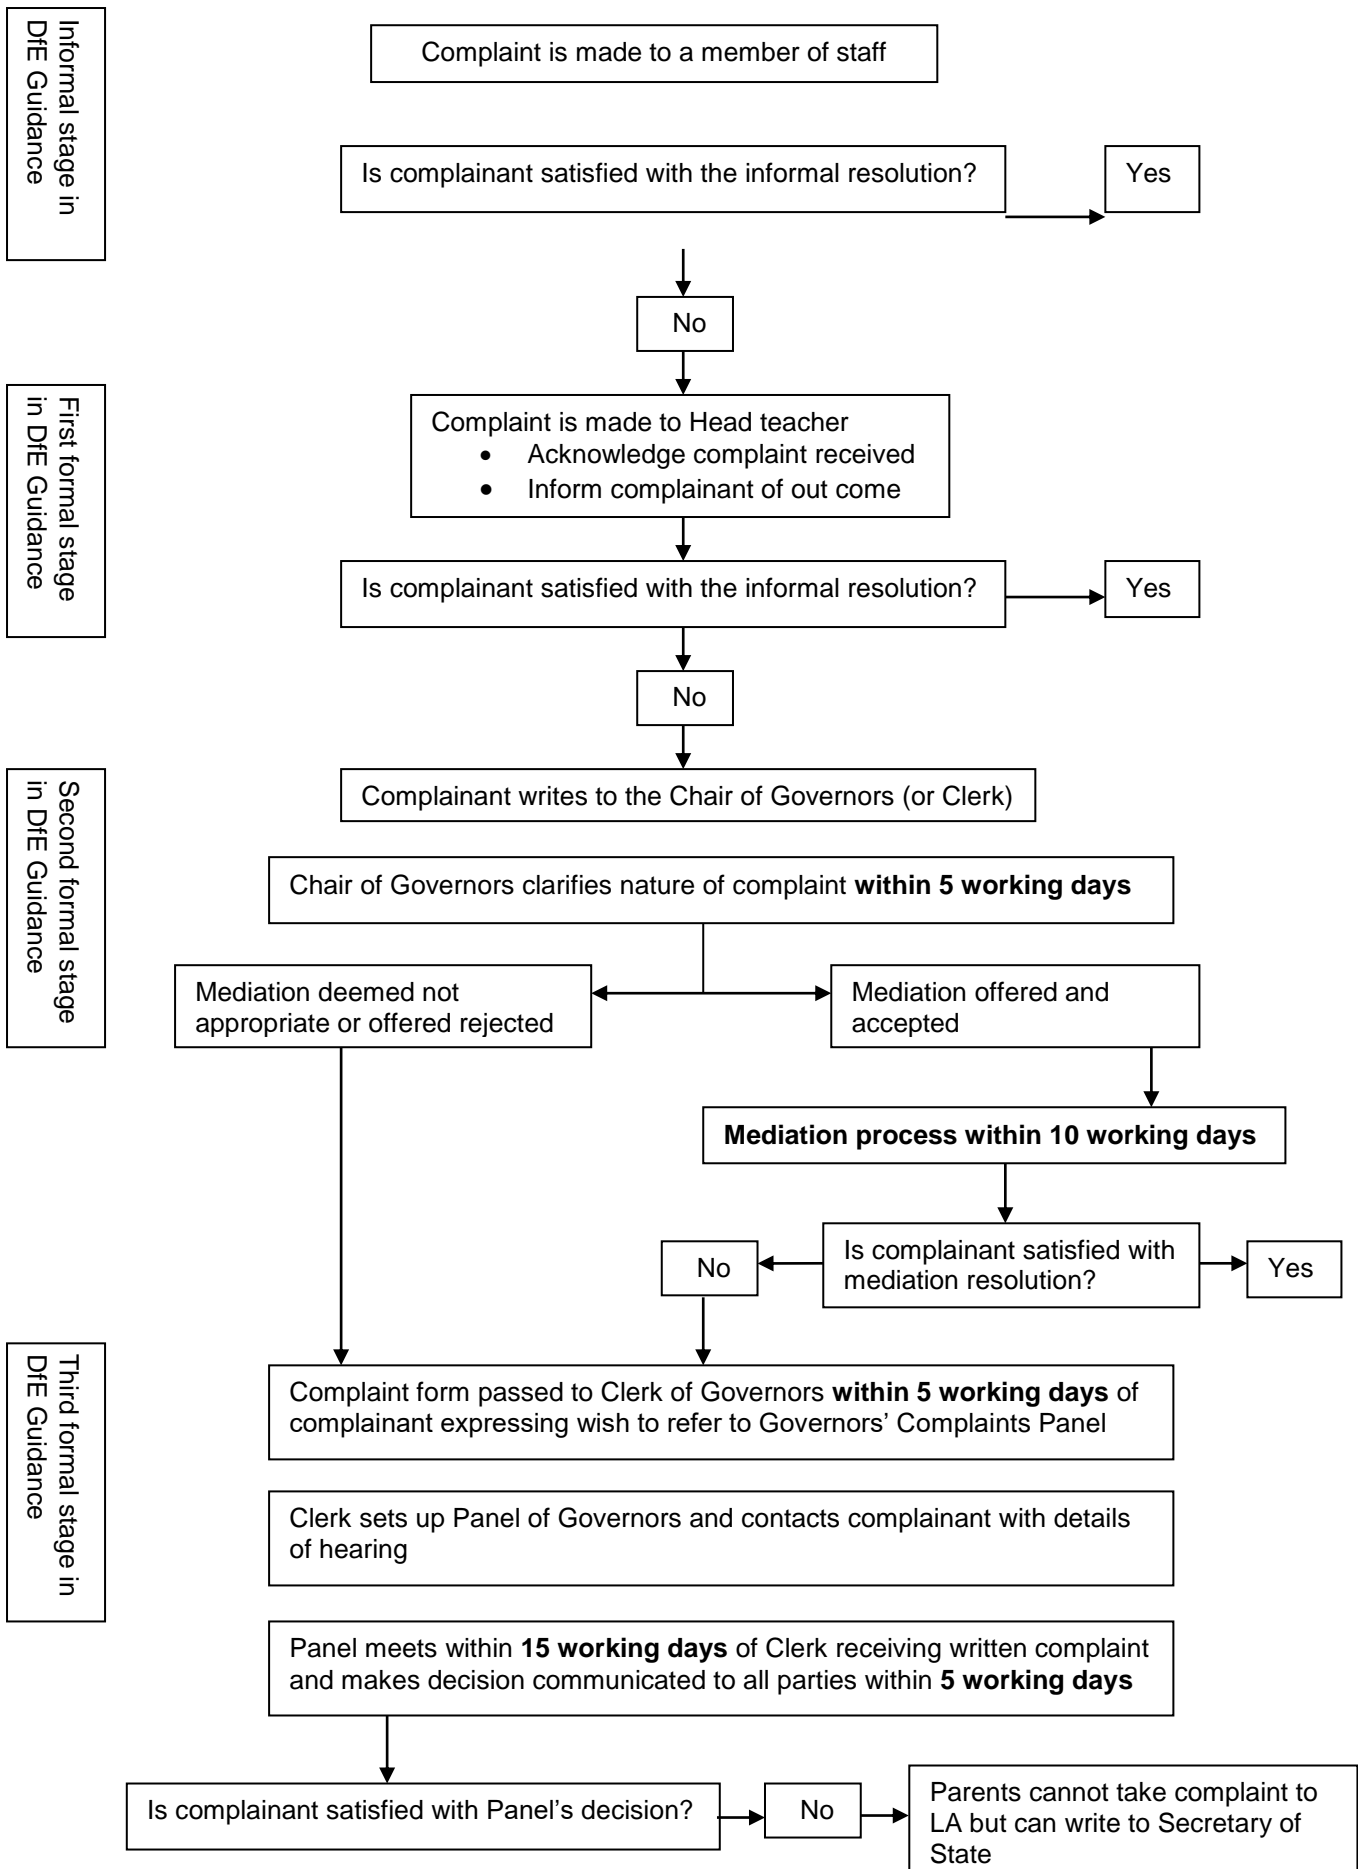 Informal stage in
DfE Guidance
Complaint is made to a member of staff
Is complainant satisfied with the informal resolution?
Yes
No
First formal stage
in DfE Guidance
Complaint is made to Head teacher
• Acknowledge complaint received
• Inform complainant of out come
Is complainant satisfied with the informal resolution?
Yes
No
Second formal stage
in DfE Guidance
Complainant writes to the Chair of Governors (or Clerk)
Chair of Governors clarifies nature of complaint within 5 working days
Mediation deemed not
appropriate or offered rejected
Mediation offered and
accepted
Mediation process within 10 working days
Is complainant satisfied with
mediation resolution?
No
Yes
Third formal stage in
DfE Guidance
Complaint form passed to Clerk of Governors within 5 working days of
complainant expressing wish to refer to Governors’ Complaints Panel
Clerk sets up Panel of Governors and contacts complainant with details
of hearing
Panel meets within 15 working days of Clerk receiving written complaint
and makes decision communicated to all parties within 5 working days
Is complainant satisfied with Panel’s decision?
No
Parents cannot take complaint to
LA but can write to Secretary of
State